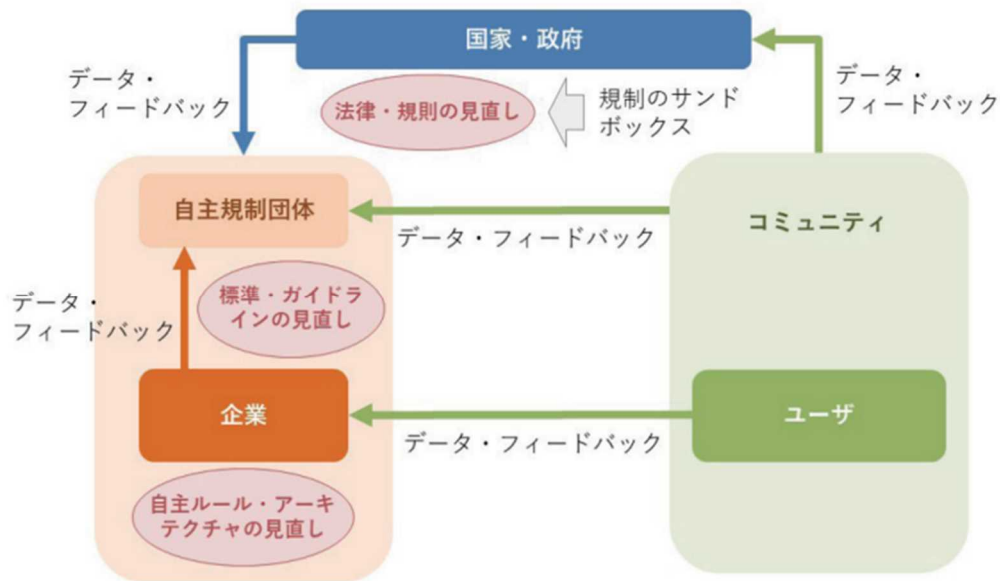 国家・政府
データ・
フィードバック
法律・規則の見直し
規制のサンド
ボックス
データ・
フィードバック
自主規制団体
コミュニティ
データ・フィードバック
標準・ガイドラ
インの見直し
データ・
フィードバック
企業
ユーザ
データ・フィードバック
自主ルール・アーキ
テクチャの見直し